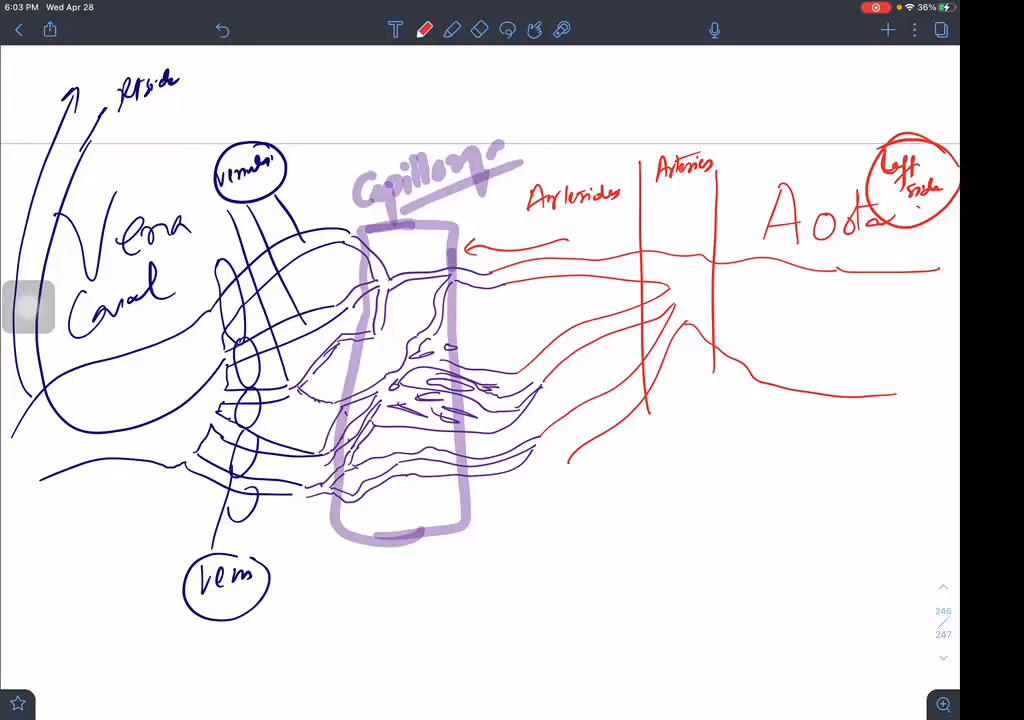 6:03 PM Wed Apr 28
36%
Rt side
Venules
Capillary
Arterioles
Arteries
Left
side
Aorta
Vena
Caval
Veins
246
247